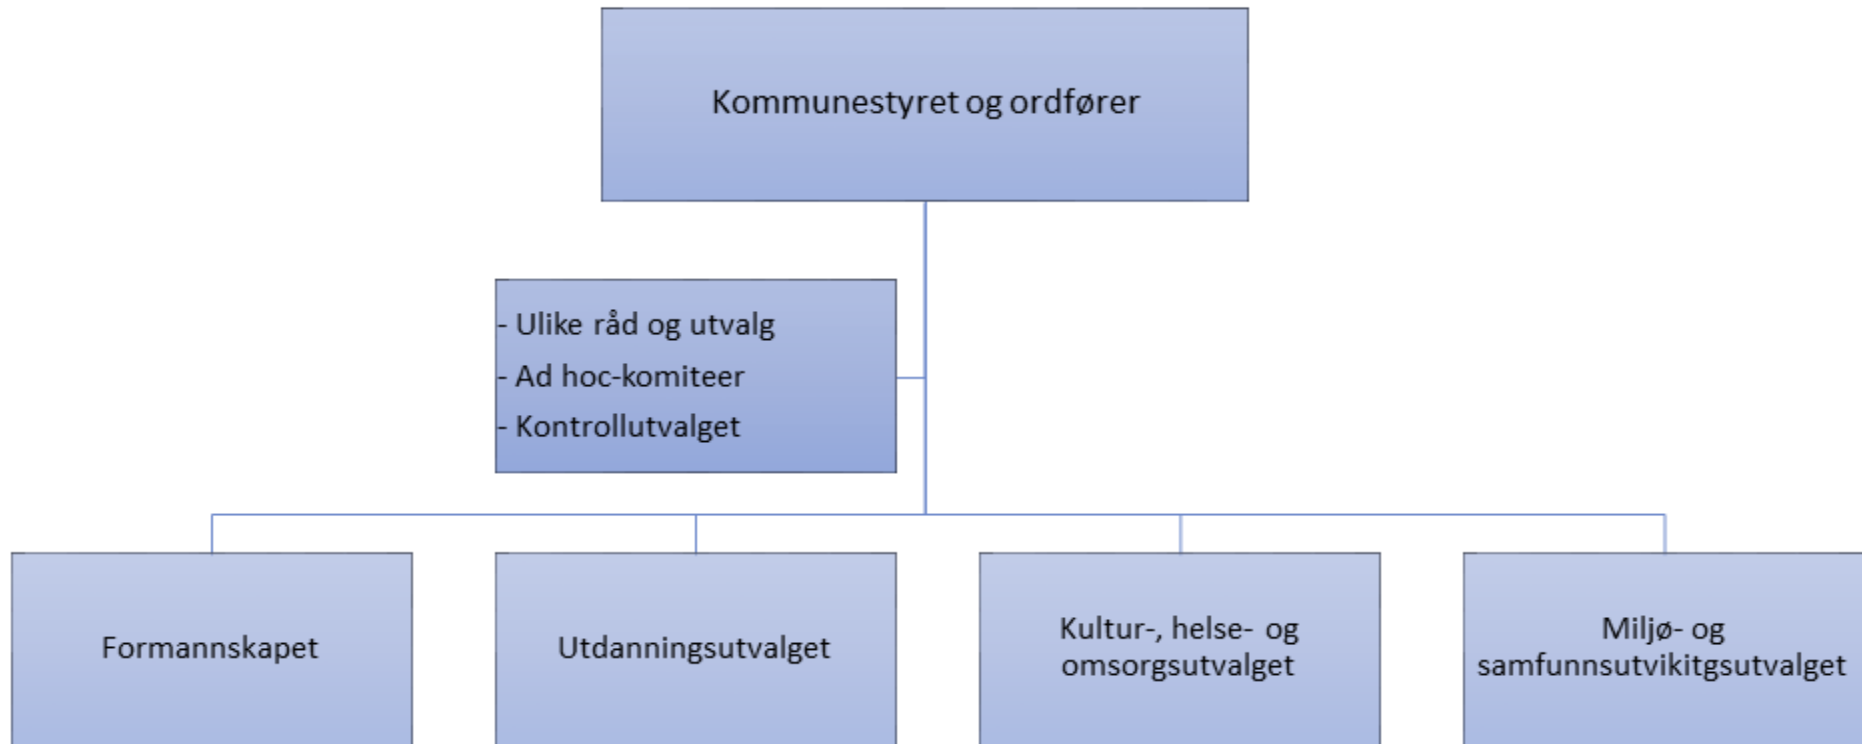 Kommunestyret og ordfører
- Ulike råd og utvalg
- Ad hoc-komiteer
- Kontrollutvalget
Formannskapet
Utdanningsutvalget
Kultur-, helse- og
omsorgsutvalget
Miljø- og
samfunnsutvikitgsutvalget